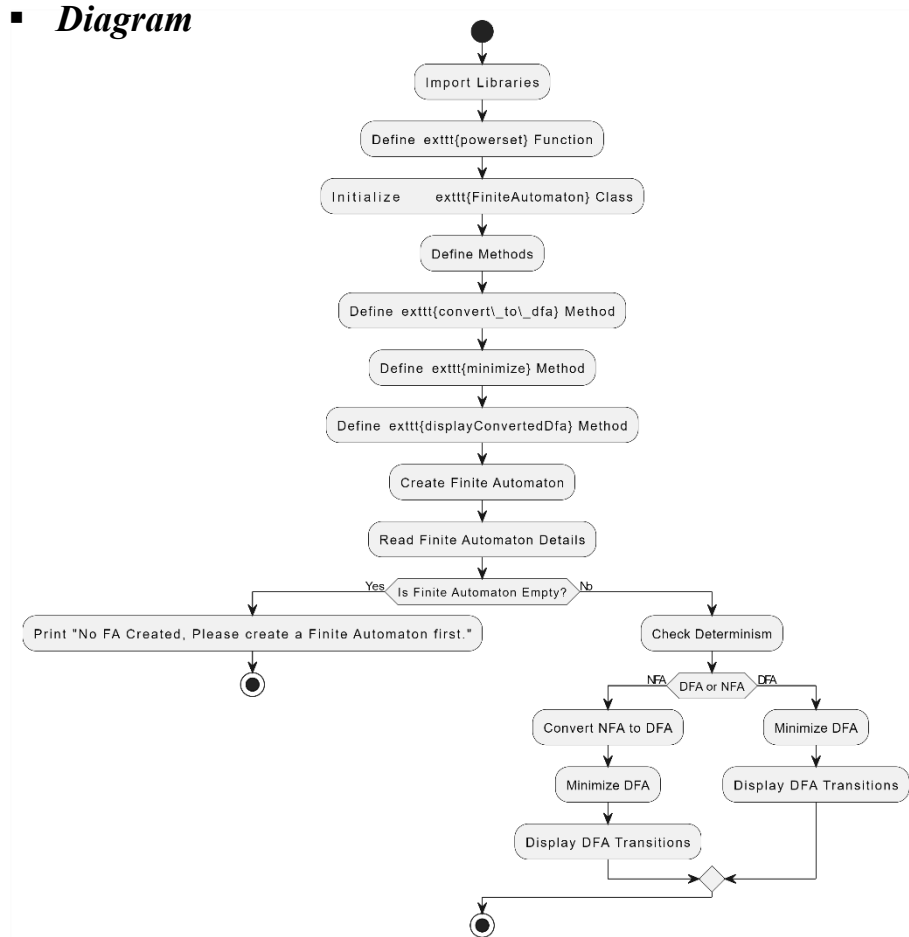 Diagram
Import Libraries
Define exttt{powerset} Function
Initialize exttt{FiniteAutomaton} Class
Define Methods
Define exttt{convert\_to\_dfa} Method
Define exttt{minimize} Method
Define exttt{displayConvertedDfa} Method
Create Finite Automaton
Read Finite Automaton Details
Yes Is Finite Automaton Empty? No
Print "No FA Created, Please create a Finite Automaton first."
Check Determinism
NFA DFA or NFA DFA
Convert NFA to DFA
Minimize DFA
Minimize DFA
Display DFA Transitions
Display DFA Transitions